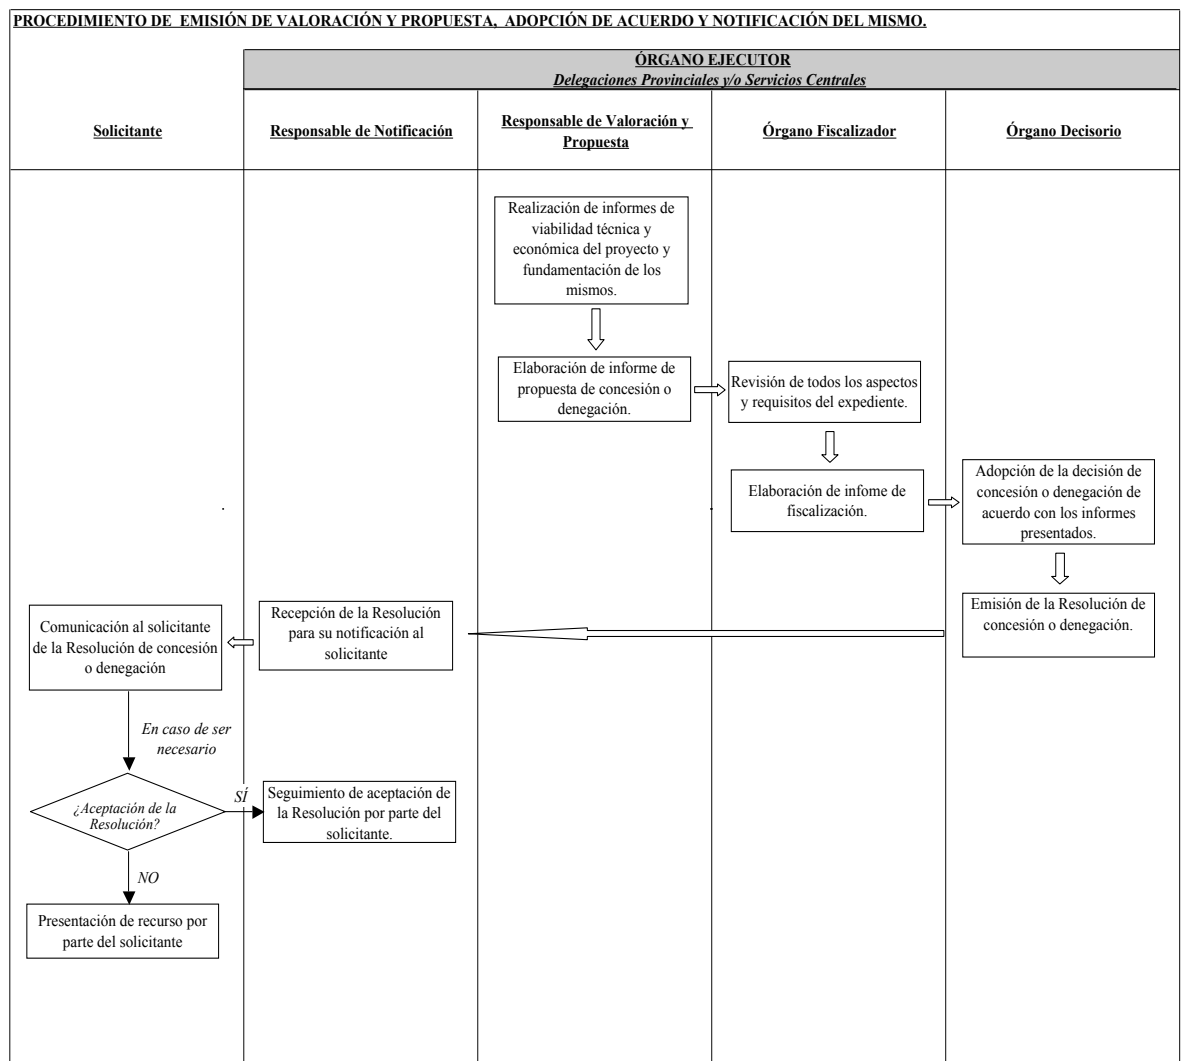 PROCEDIMIENTO DE EMISIÓN DE VALORACIÓN Y PROPUESTA, ADOPCIÓN DE ACUERDO Y NOTIFICACIÓN DEL MISMO.
ÓRGANO EJECUTOR
Delegaciones Provinciales y/o Servicios Centrales
Solicitante
Responsable de Notificación
Responsable de Valoración y
Propuesta
Órgano Fiscalizador
Órgano Decisorio
Realización de informes de
viabilidad técnica y
económica del proyecto y
fundamentación de los
mismos.
Elaboración de informe de
propuesta de concesión o
denegación.
Revisión de todos los aspectos
y requisitos del expediente.
Elaboración de infome de
fiscalización.
Adopción de la decisión de
concesión o denegación de
acuerdo con los informes
presentados.
Emisión de la Resolución de
concesión o denegación.
Recepción de la Resolución
para su notificación al
solicitante
Comunicación al solicitante
de la Resolución de concesión
o denegación
En caso de ser
necesario
¿Aceptación de la
Resolución?
SÍ
Seguimiento de aceptación de
la Resolución por parte del
solicitante.
NO
Presentación de recurso por
parte del solicitante